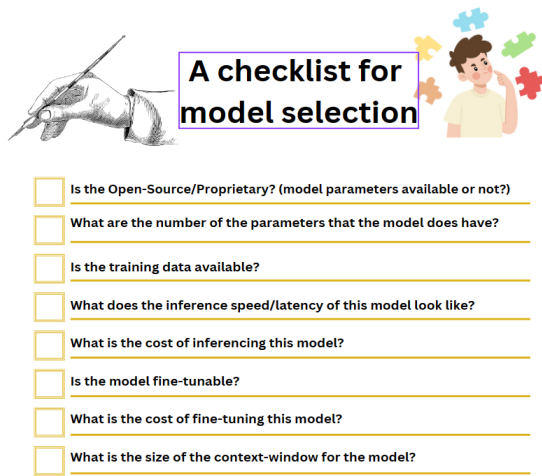 A checklist for
model selection
Is the Open-Source/Proprietary? (model parameters available or not?)
What are the number of the parameters that the model does have?
Is the training data available?
What does the inference speed/latency of this model look like?
What is the cost of inferencing this model?
Is the model fine-tunable?
What is the cost of fine-tuning this model?
What is the size of the context-window for the model?